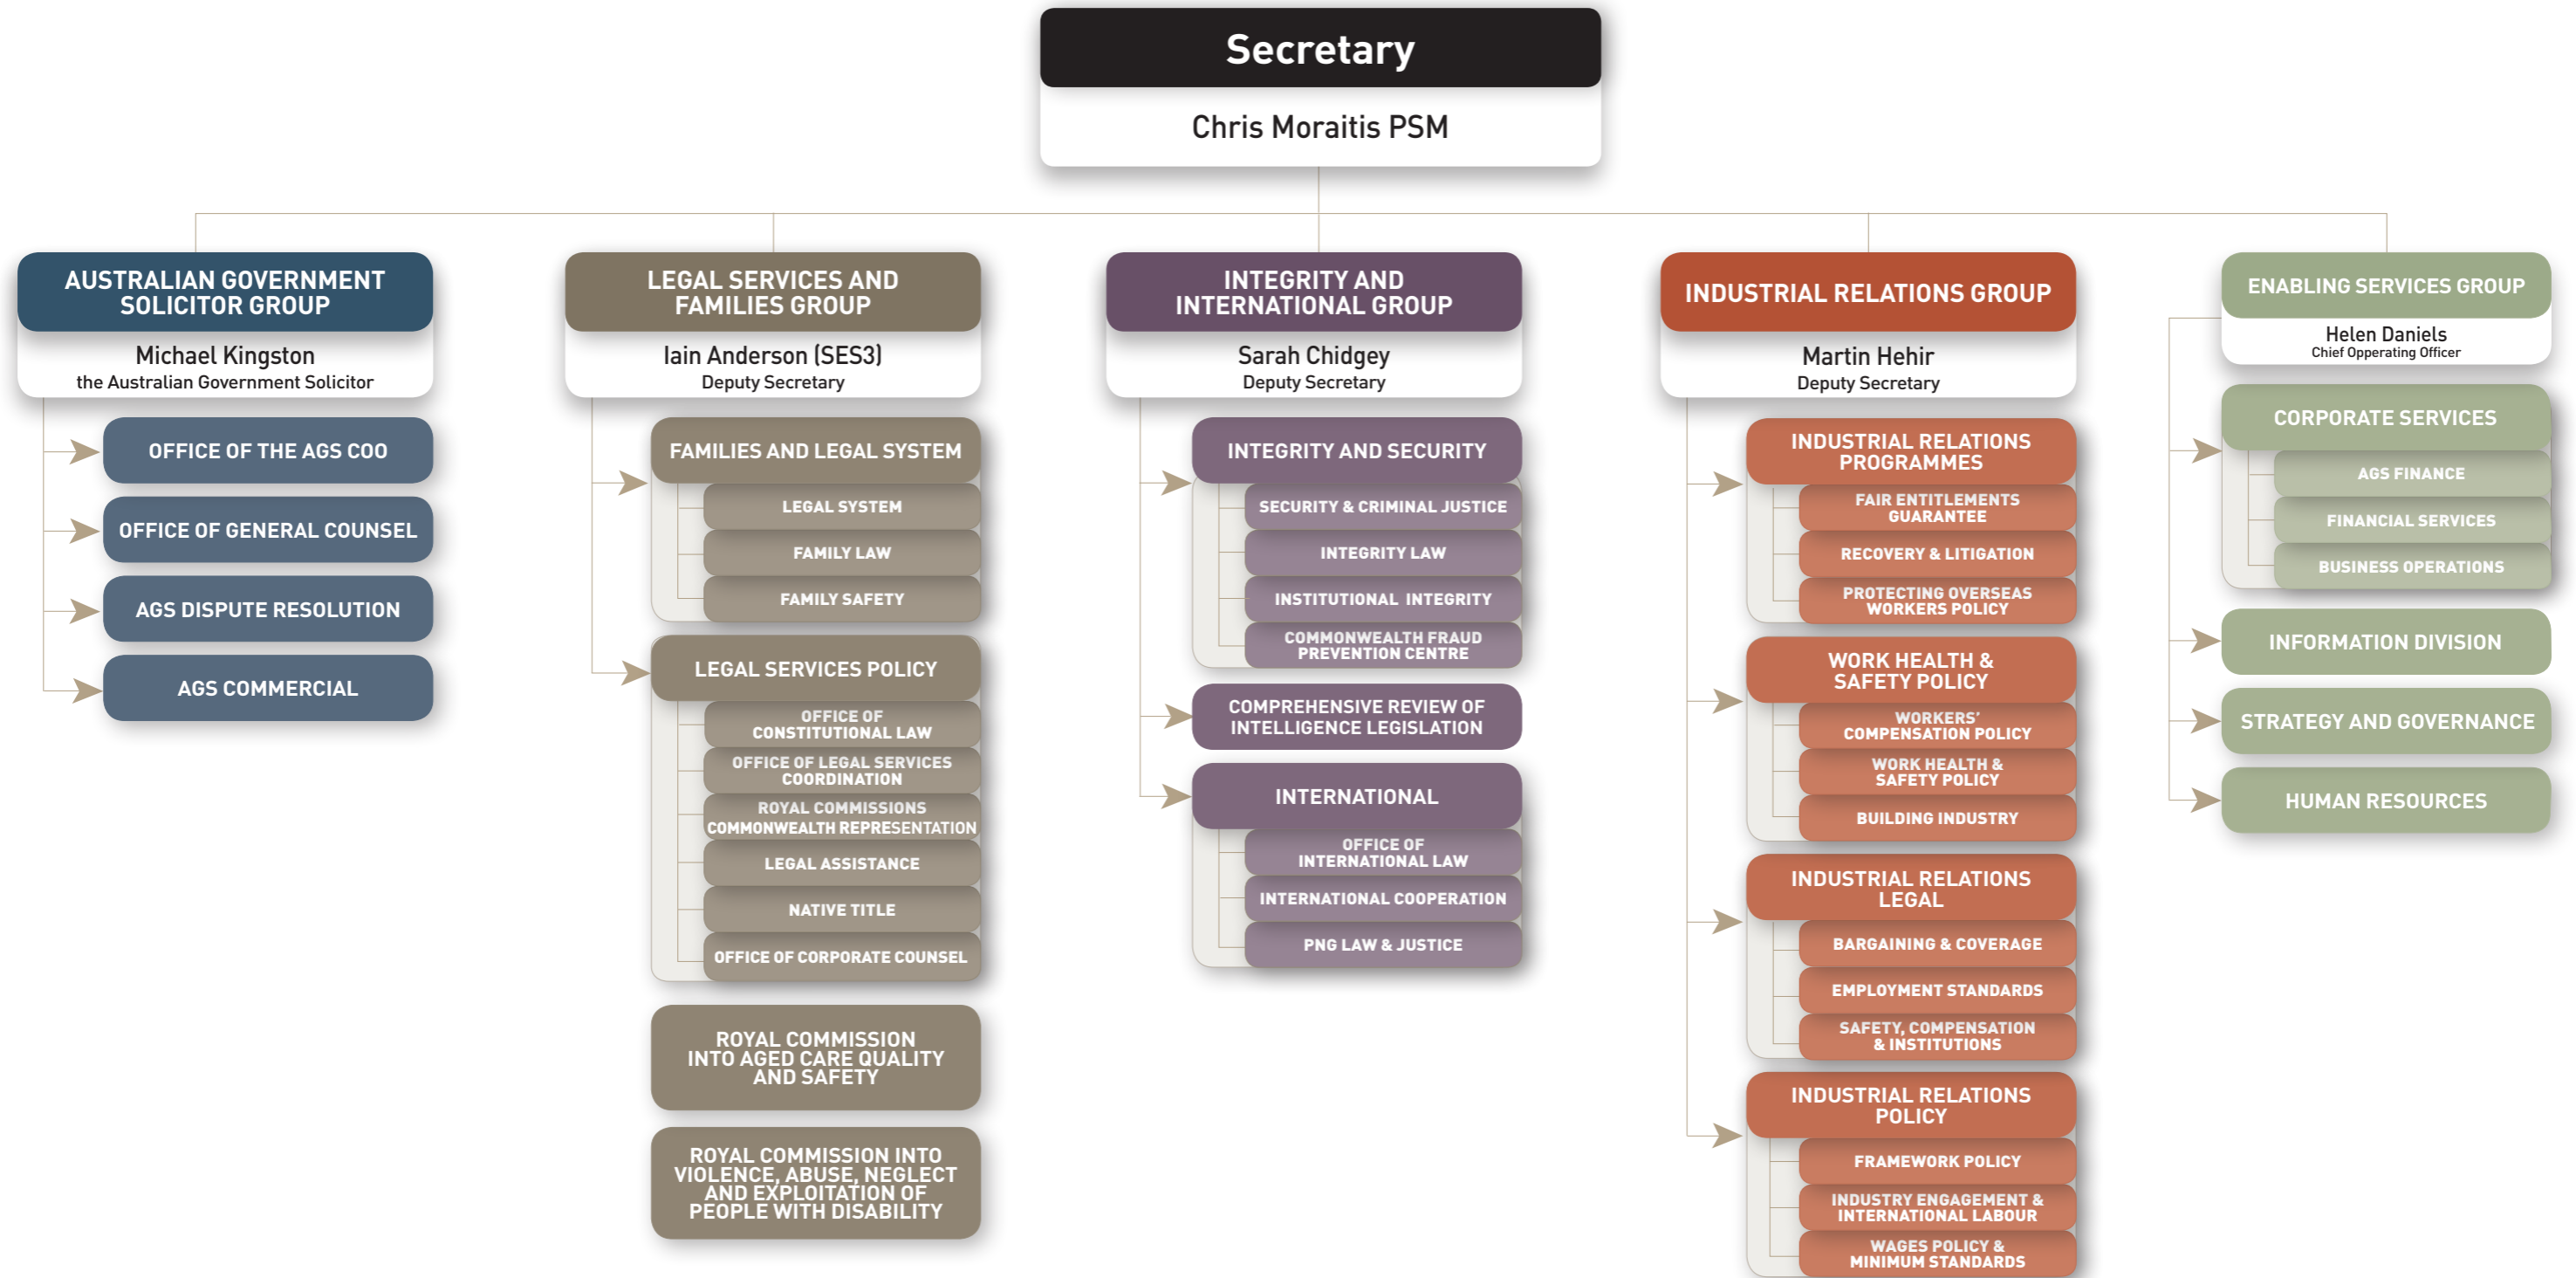 Secretary
Chris Moraitis PSM
AUSTRALIAN GOVERNMENT
SOLICITOR GROUP
Michael Kingston
the Australian Government Solicitor
OFFICE OF THE AGS COO
OFFICE OF GENERAL COUNSEL
AGS DISPUTE RESOLUTION
AGS COMMERCIAL
LEGAL SERVICES AND
FAMILIES GROUP
Iain Anderson (SES3)
Deputy Secretary
FAMILIES AND LEGAL SYSTEM
LEGAL SYSTEM
FAMILY LAW
FAMILY SAFETY
LEGAL SERVICES POLICY
OFFICE OF
CONSTITUTIONAL LAW
OFFICE OF LEGAL SERVICES
COORDINATION
ROYAL COMMISSIONS
COMMONWEALTH REPRESENTATION
LEGAL ASSISTANCE
NATIVE TITLE
OFFICE OF CORPORATE COUNSEL
ROYAL COMMISSION
INTO AGED CARE QUALITY
AND SAFETY
ROYAL COMMISSION INTO
VIOLENCE, ABUSE, NEGLECT
AND EXPLOITATION OF
PEOPLE WITH DISABILITY
INTEGRITY AND
INTERNATIONAL GROUP
Sarah Chidgey
Deputy Secretary
INTEGRITY AND SECURITY
SECURITY & CRIMINAL JUSTICE
INTEGRITY LAW
INSTITUTIONAL INTEGRITY
COMMONWEALTH FRAUD
PREVENTION CENTRE
COMPREHENSIVE REVIEW OF
INTELLIGENCE LEGISLATION
INTERNATIONAL
OFFICE OF
INTERNATIONAL LAW
INTERNATIONAL COOPERATION
PNG LAW & JUSTICE
INDUSTRIAL RELATIONS GROUP
Martin Hehir
Deputy Secretary
INDUSTRIAL RELATIONS
PROGRAMMES
FAIR ENTITLEMENTS
GUARANTEE
RECOVERY & LITIGATION
PROTECTING OVERSEAS
WORKERS POLICY
WORK HEALTH &
SAFETY POLICY
WORKERS’
COMPENSATION POLICY
WORK HEALTH &
SAFETY POLICY
BUILDING INDUSTRY
INDUSTRIAL RELATIONS
LEGAL
BARGAINING & COVERAGE
EMPLOYMENT STANDARDS
SAFETY, COMPENSATION
& INSTITUTIONS
INDUSTRIAL RELATIONS
POLICY
FRAMEWORK POLICY
INDUSTRY ENGAGEMENT &
INTERNATIONAL LABOUR
WAGES POLICY &
MINIMUM STANDARDS
ENABLING SERVICES GROUP
Helen Daniels
Chief Opperating Officer
CORPORATE SERVICES
AGS FINANCE
FINANCIAL SERVICES
BUSINESS OPERATIONS
INFORMATION DIVISION
STRATEGY AND GOVERNANCE
HUMAN RESOURCES